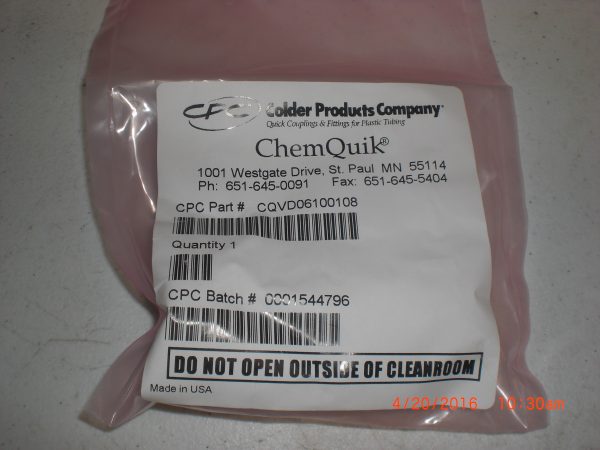 CPC Colder Products Company®
Quick Couplings & Fittings for Plastic Tubing
ChemQuik®
1001 Westgate Drive, St. Paul MN 55114
Ph: 651-645-0091 Fax: 651-645-5404
CPC Part # CQVD06100108
Quantity 1
CPC Batch # 0001544796
DO NOT OPEN OUTSIDE OF CLEANROOM
Made in USA
4/20/2016 10:30am